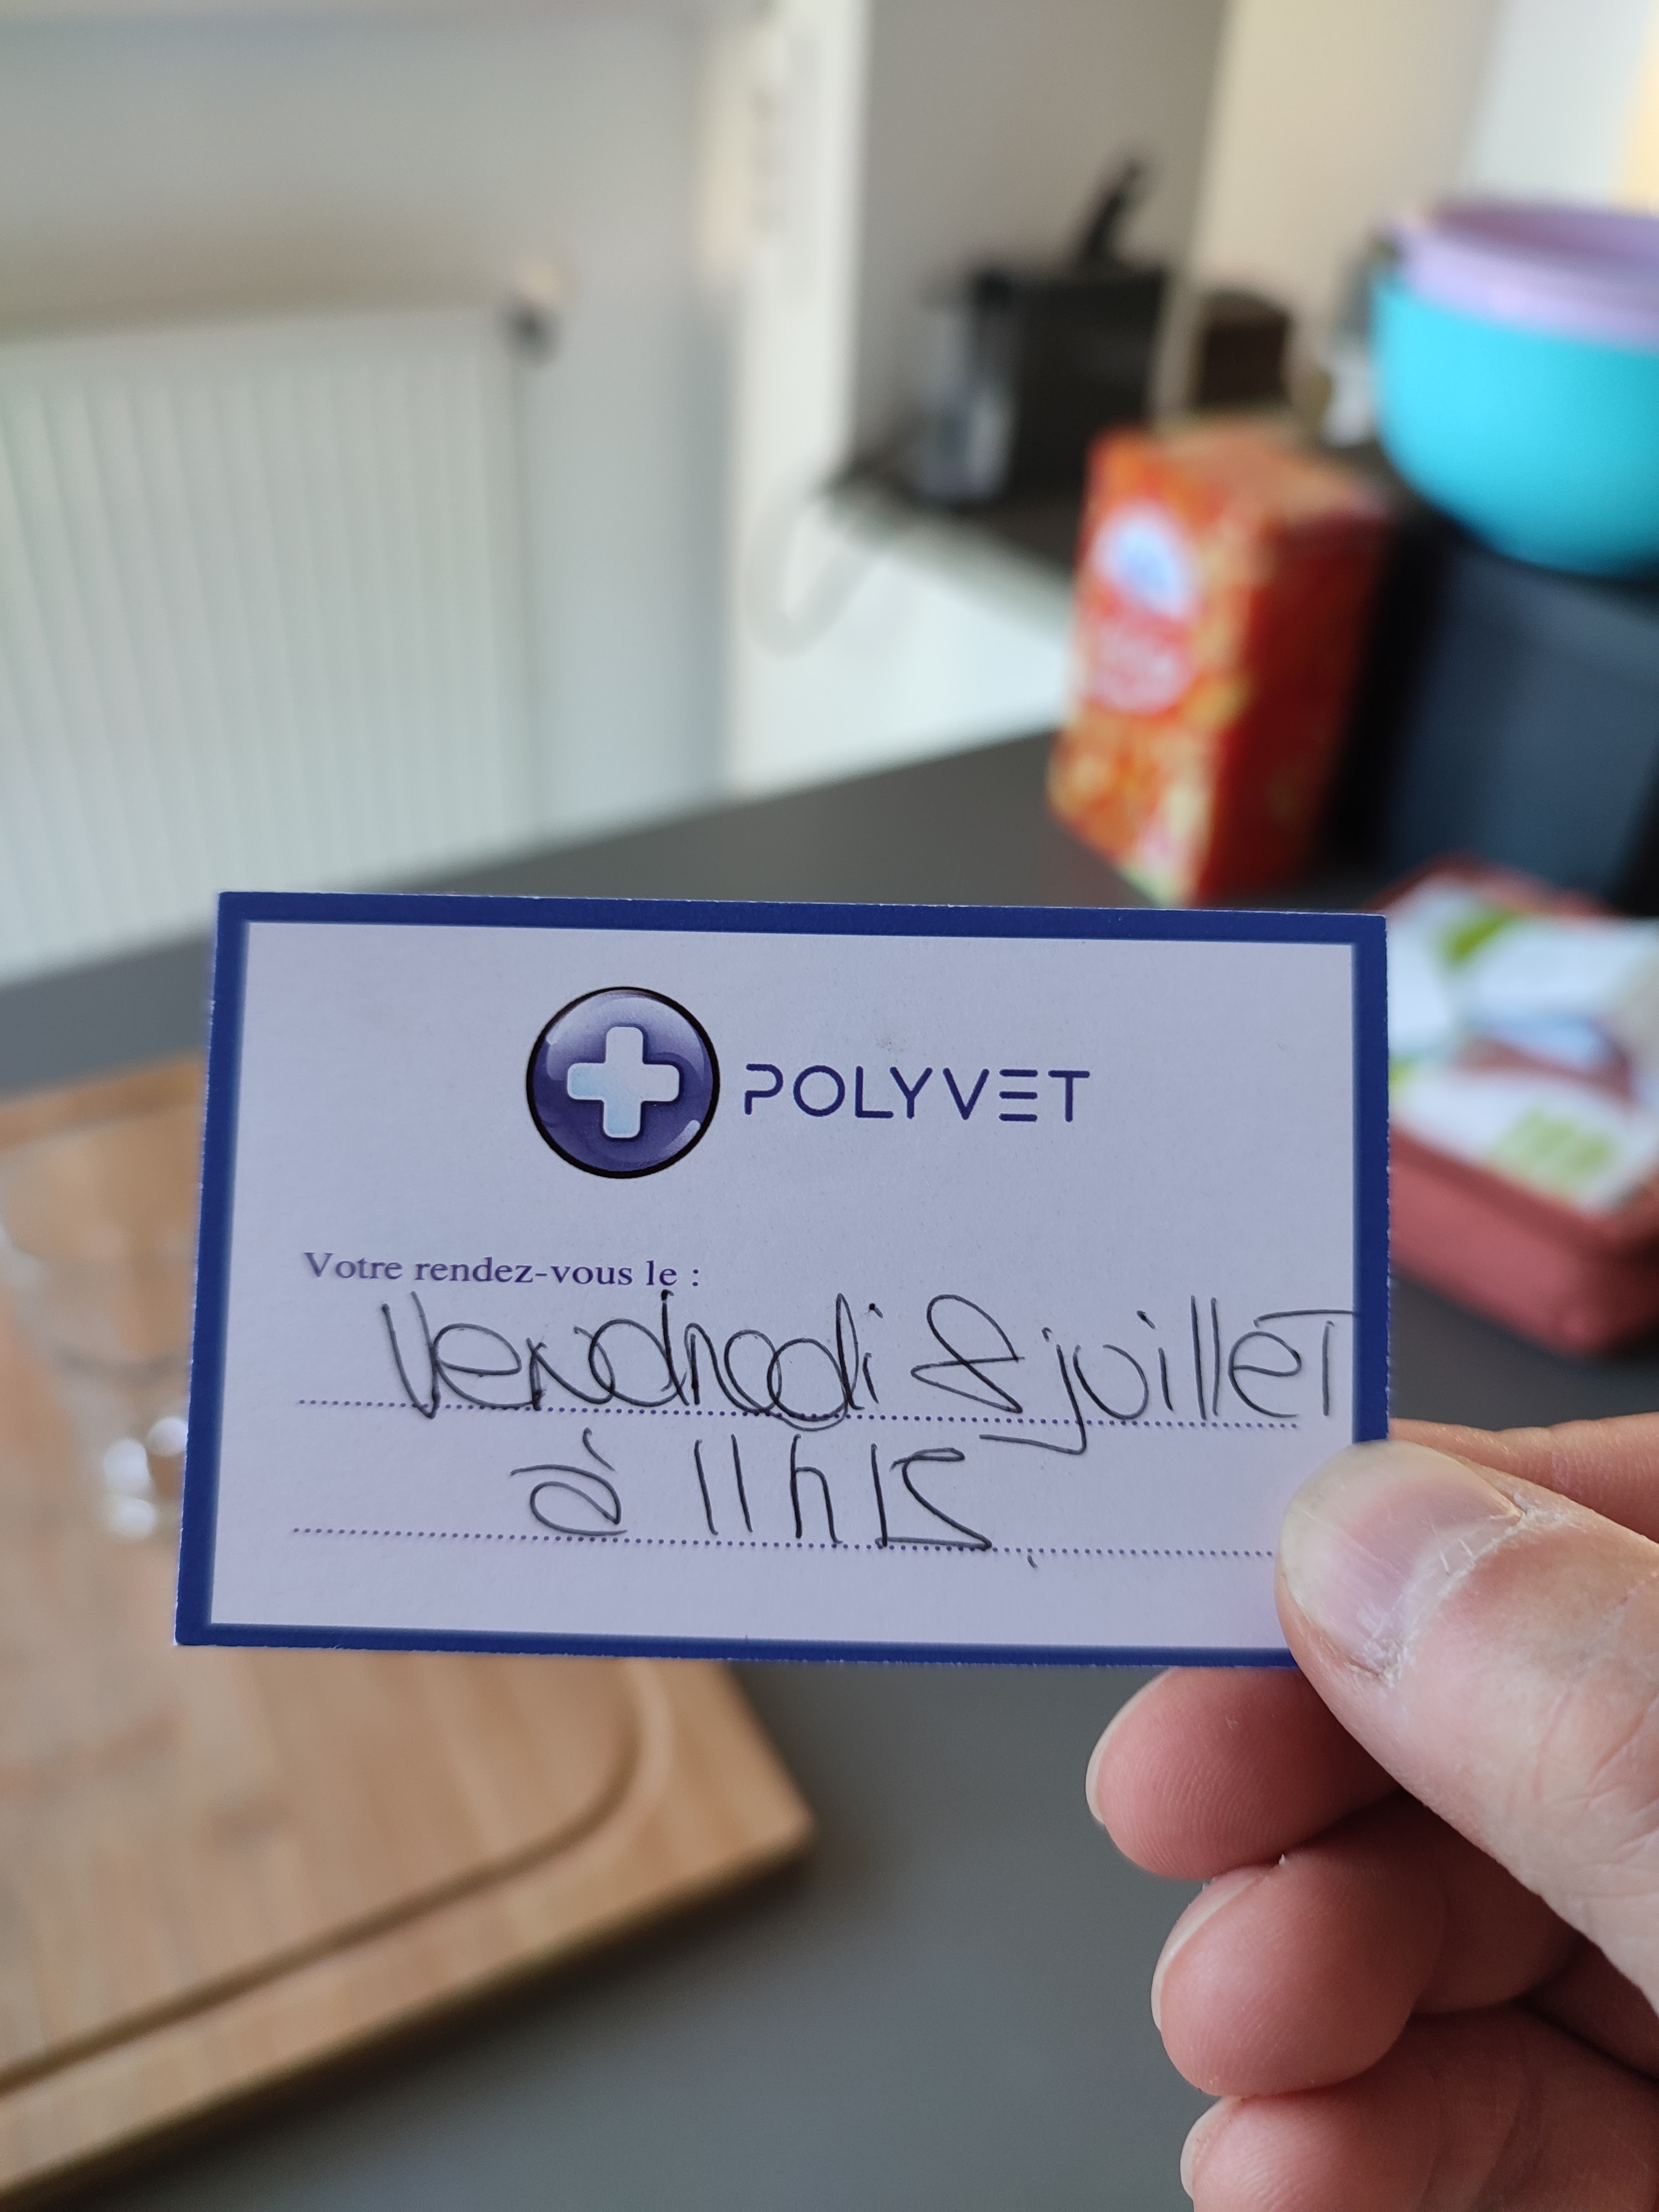 POLYVET
Votre rendez-vous le :
Vendredi 8 juillet
à 11h15